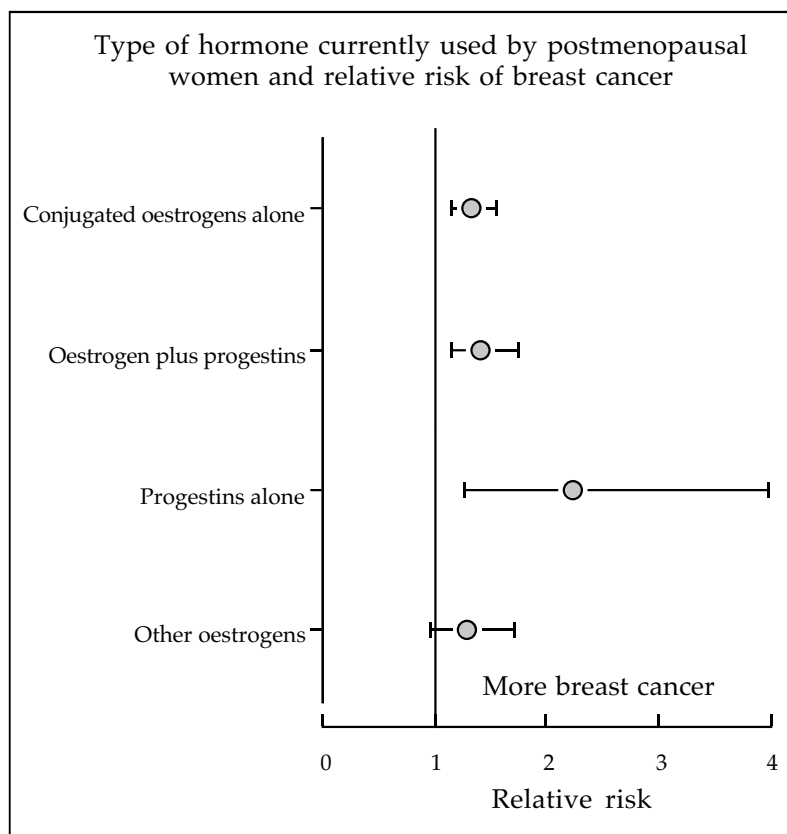 Type of hormone currently used by postmenopausal
women and relative risk of breast cancer
Conjugated oestrogens alone
Oestrogen plus progestins
Progestins alone
Other oestrogens
More breast cancer
0 1 2 3 4
Relative risk